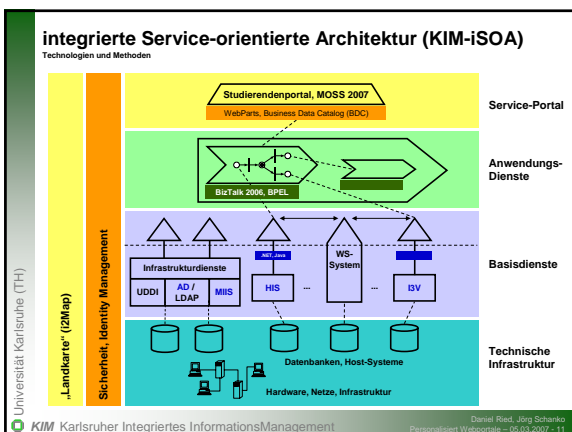 integrierte Service-orientierte Architektur (KIM-iSOA)
Technologien und Methoden
Universität Karlsruhe (TH)
„Landkarte“ (i2Map)
Sicherheit, Identity Management
Studierendenportal, MOSS 2007
WebParts, Business Data Catalog (BDC)
Service-Portal
BizTalk 2006, BPEL
Anwendungs-
Dienste
.NET, Java
WS-
System
Infrastrukturdienste
UDDI
AD /
LDAP
MIIS
HIS
...
...
I3V
Basisdienste
Datenbanken, Host-Systeme
Hardware, Netze, Infrastruktur
Technische
Infrastruktur
KIM Karlsruher Integriertes InformationsManagement
Daniel Ried, Jörg Schanko
Personalisiert Webportale – 05.03.2007 - 11